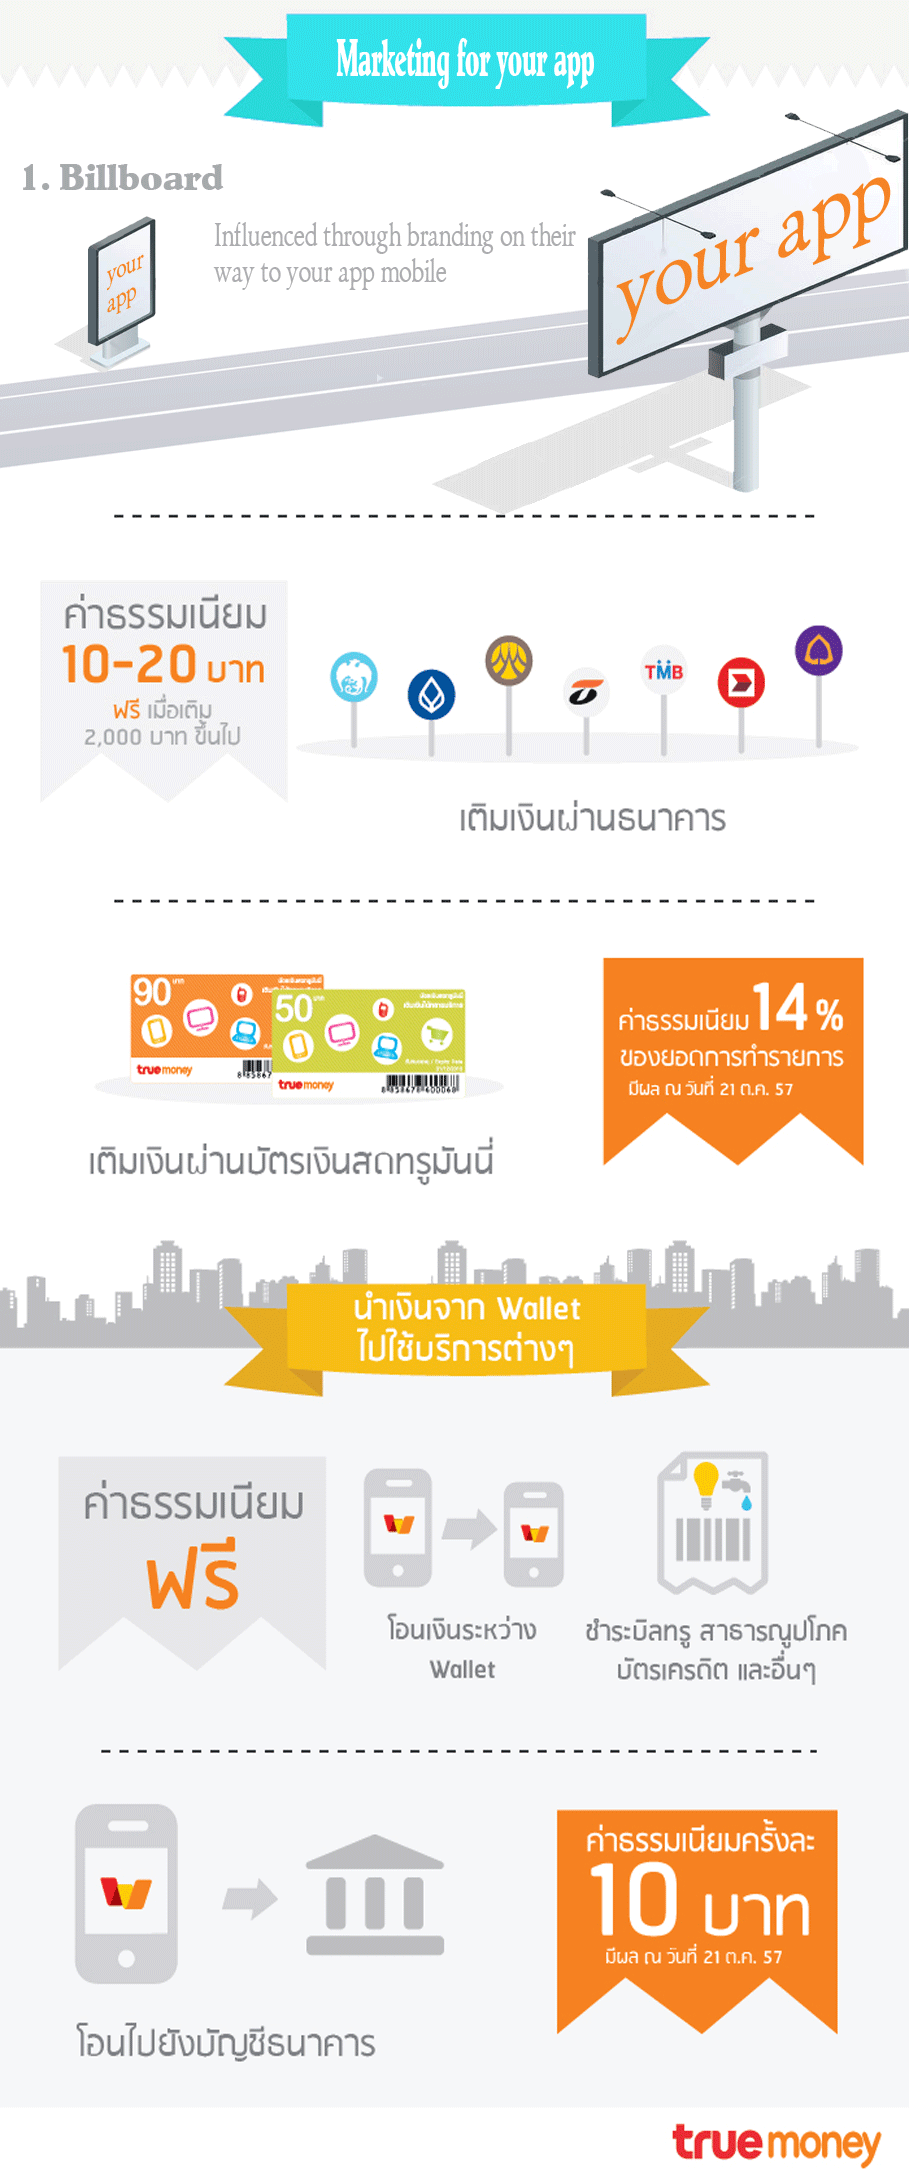 Marketing for your app
1. Billboard
Influenced through branding on their
way to your app mobile
your
app
your app
ค่าธรรมเนียม
10-20 บาท
ฟรี เมื่อเติม
2,000 บาท ขึ้นไป
TMB
เติมเงินผ่านธนาคาร
90 บาท
truemoney
50 บาท
truemoney
8 858678 600068
เติมเงินผ่านบัตรเงินสดทรูมันนี่
ค่าธรรมเนียม 14 %
ของยอดการทำรายการ
มีผล ณ วันที่ 21 ต.ค. 57
นำเงินจาก Wallet
ไปใช้บริการต่างๆ
ค่าธรรมเนียม
ฟรี
โอนเงินระหว่าง
Wallet
ชำระบิลทรู สาธารณูปโภค
บัตรเครดิต และอื่นๆ
โอนไปยังบัญชีธนาคาร
ค่าธรรมเนียมครั้งละ
10 บาท
มีผล ณ วันที่ 21 ต.ค. 57
truemoney